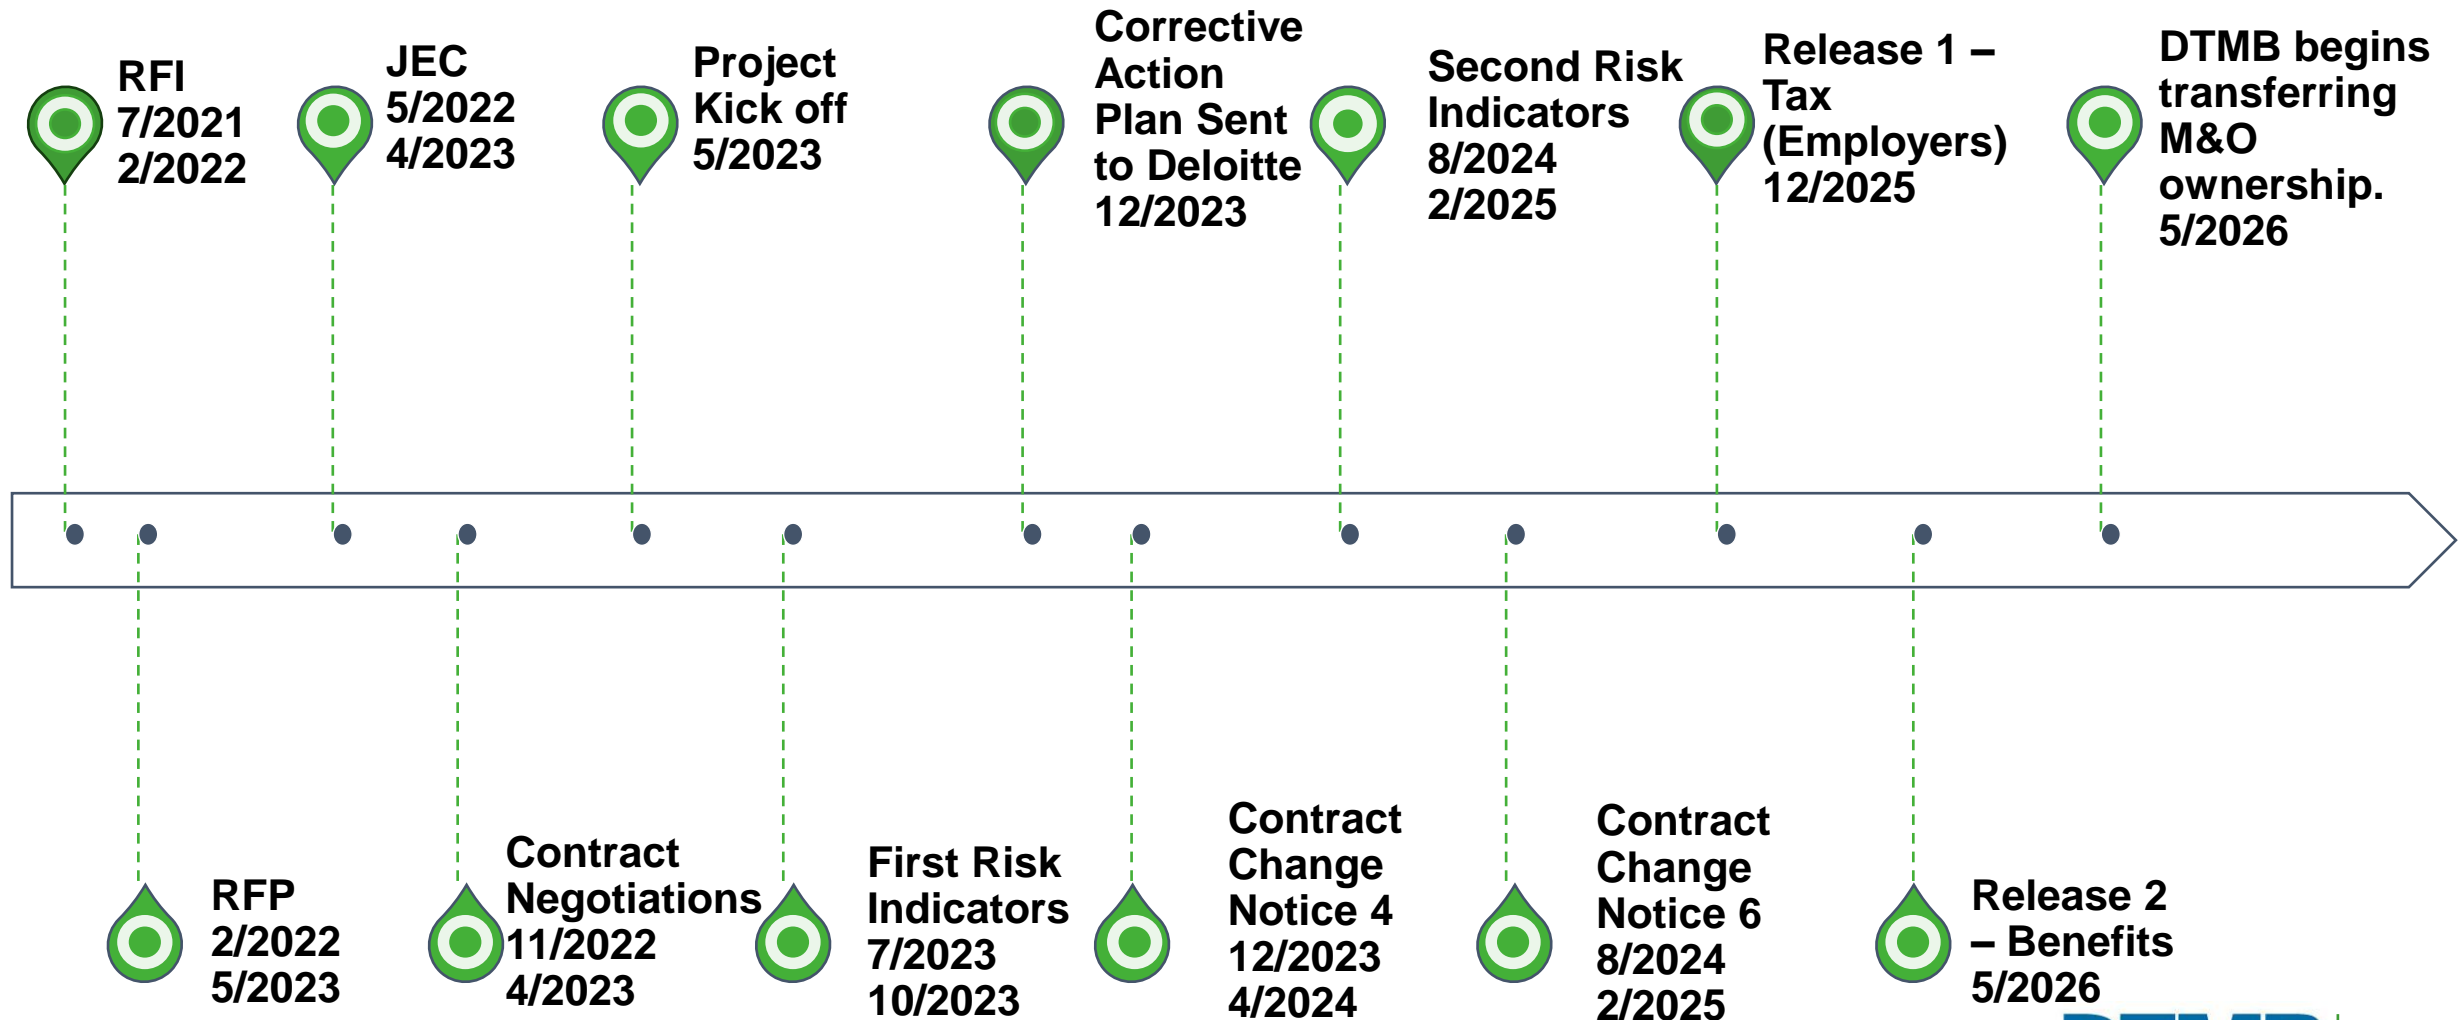 RFI
7/2021
2/2022
JEC
5/2022
4/2023
Project
Kick off
5/2023
Corrective
Action
Plan Sent
to Deloitte
12/2023
Second Risk
Indicators
8/2024
2/2025
Release 1 –
Tax
(Employers)
12/2025
DTMB begins
transferring
M&O
ownership.
5/2026
RFP
2/2022
5/2023
Contract
Negotiations
11/2022
4/2023
First Risk
Indicators
7/2023
10/2023
Contract
Change
Notice 4
12/2023
4/2024
Contract
Change
Notice 6
8/2024
2/2025
Release 2
– Benefits
5/2026